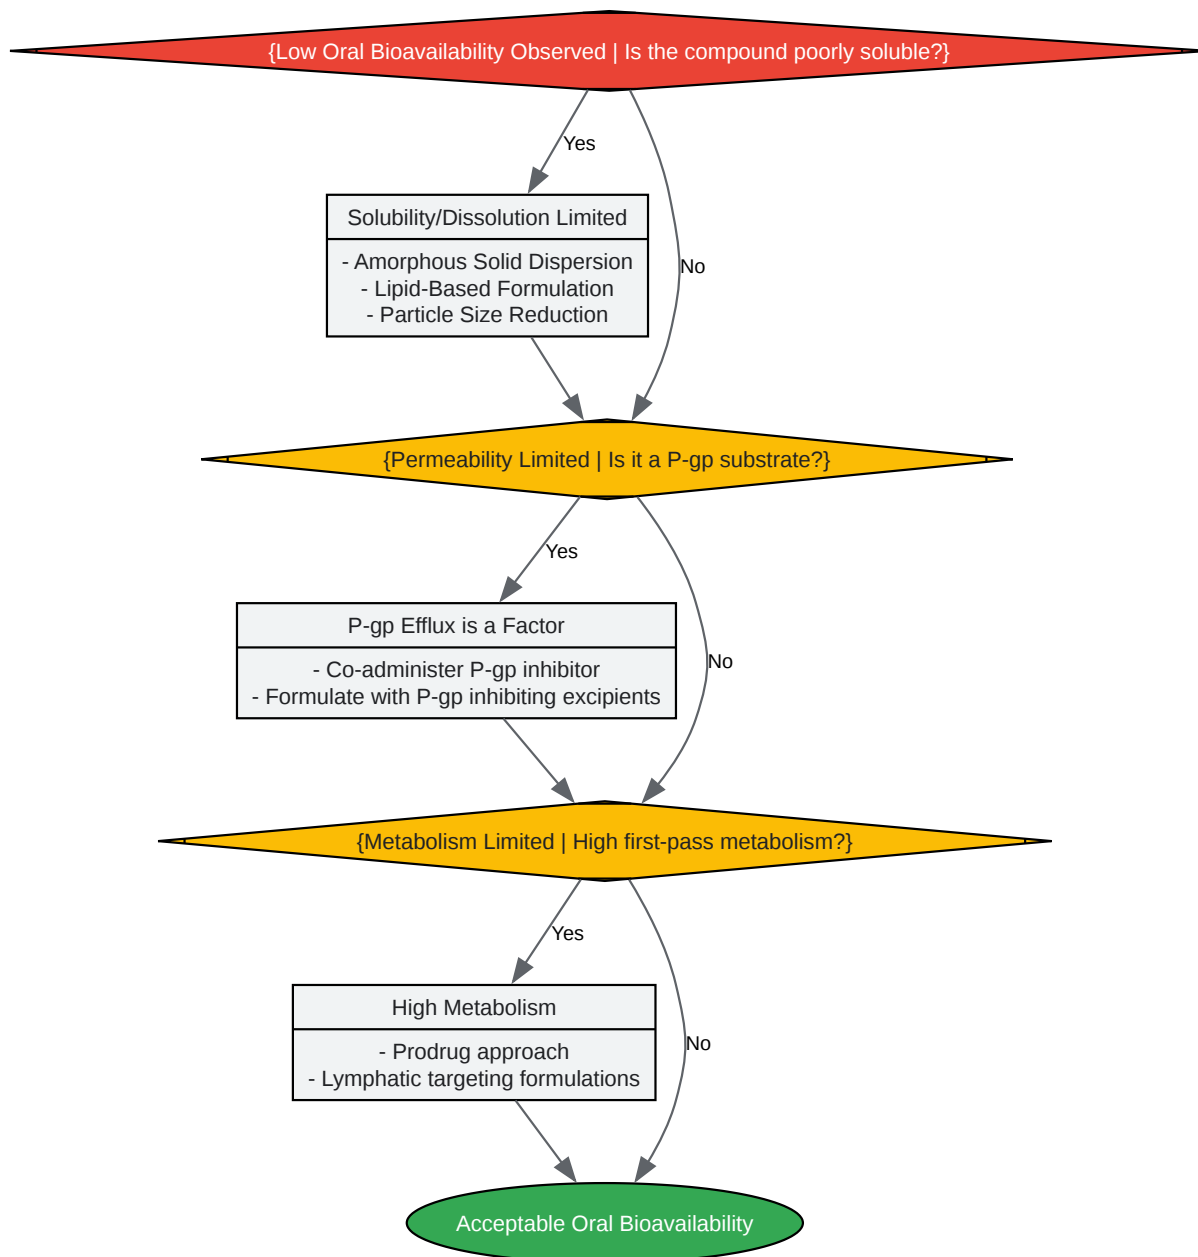 {Low Oral Bioavailability Observed | Is the compound poorly soluble?}
Yes
Solubility/Dissolution Limited
- Amorphous Solid Dispersion
- Lipid-Based Formulation
- Particle Size Reduction
No
{Permeability Limited | Is it a P-gp substrate?}
Yes
P-gp Efflux is a Factor
- Co-administer P-gp inhibitor
- Formulate with P-gp inhibiting excipients
No
{Metabolism Limited | High first-pass metabolism?}
Yes
High Metabolism
- Prodrug approach
- Lymphatic targeting formulations
No
Acceptable Oral Bioavailability